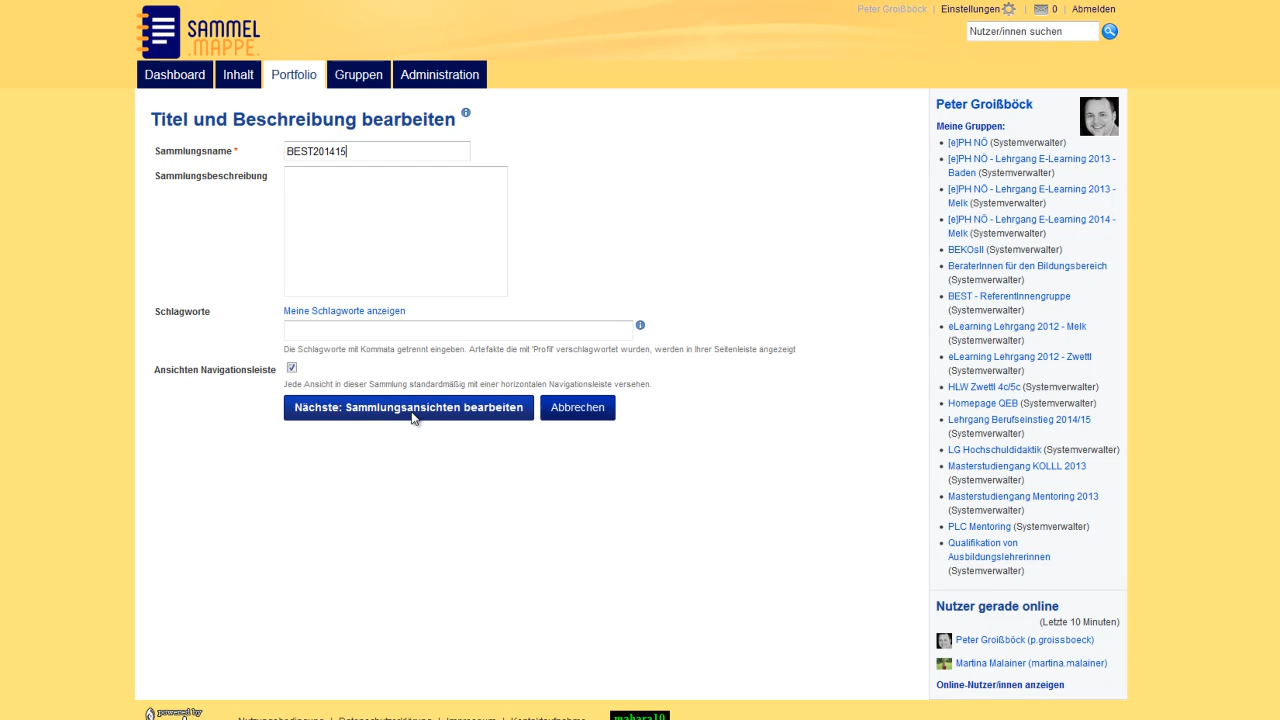 Peter Groißböck | Einstellungen | 0 | Abmelden
SAMMEL
.MAPPE.
Nutzer/innen suchen
Dashboard Inhalt Portfolio Gruppen Administration
Titel und Beschreibung bearbeiten
Sammlungsname * BEST201415
Sammlungsbeschreibung
Schlagworte Meine Schlagworte anzeigen
Die Schlagworte mit Kommata getrennt eingeben. Artefakte die mit 'Profil' verschlagwortet wurden, werden in Ihrer Seitenleiste angezeigt
Ansichten Navigationsleiste
Jede Ansicht in dieser Sammlung standardmäßig mit einer horizontalen Navigationsleiste versehen.
Nächste: Sammlungsansichten bearbeiten Abbrechen
Peter Groißböck
Meine Gruppen:
[e]PH NÖ (Systemverwalter)
[e]PH NÖ - Lehrgang E-Learning 2013 -
Baden (Systemverwalter)
[e]PH NÖ - Lehrgang E-Learning 2013 -
Melk (Systemverwalter)
[e]PH NÖ - Lehrgang E-Learning 2014 -
Melk (Systemverwalter)
BEKOsII (Systemverwalter)
BeraterInnen für den Bildungsbereich
(Systemverwalter)
BEST - ReferentInnengruppe
(Systemverwalter)
eLearning Lehrgang 2012 - Melk
(Systemverwalter)
eLearning Lehrgang 2012 - Zwettl
(Systemverwalter)
HLW Zwettl 4c/5c (Systemverwalter)
Homepage QEB (Systemverwalter)
Lehrgang Berufseinstieg 2014/15
(Systemverwalter)
LG Hochschuldidaktik (Systemverwalter)
Masterstudiengang KOLLL 2013
(Systemverwalter)
Masterstudiengang Mentoring 2013
(Systemverwalter)
PLC Mentoring (Systemverwalter)
Qualifikation von
Ausbildungslehrerinnen
(Systemverwalter)
Nutzer gerade online
(Letzte 10 Minuten)
Peter Groißböck (p.groissboeck)
Martina Malainer (martina.malainer)
Online-Nutzer/innen anzeigen
powered by
Nutzungsbedingung | Datenschutzerklärung | Impressum | Kontaktaufnahme
mahara10